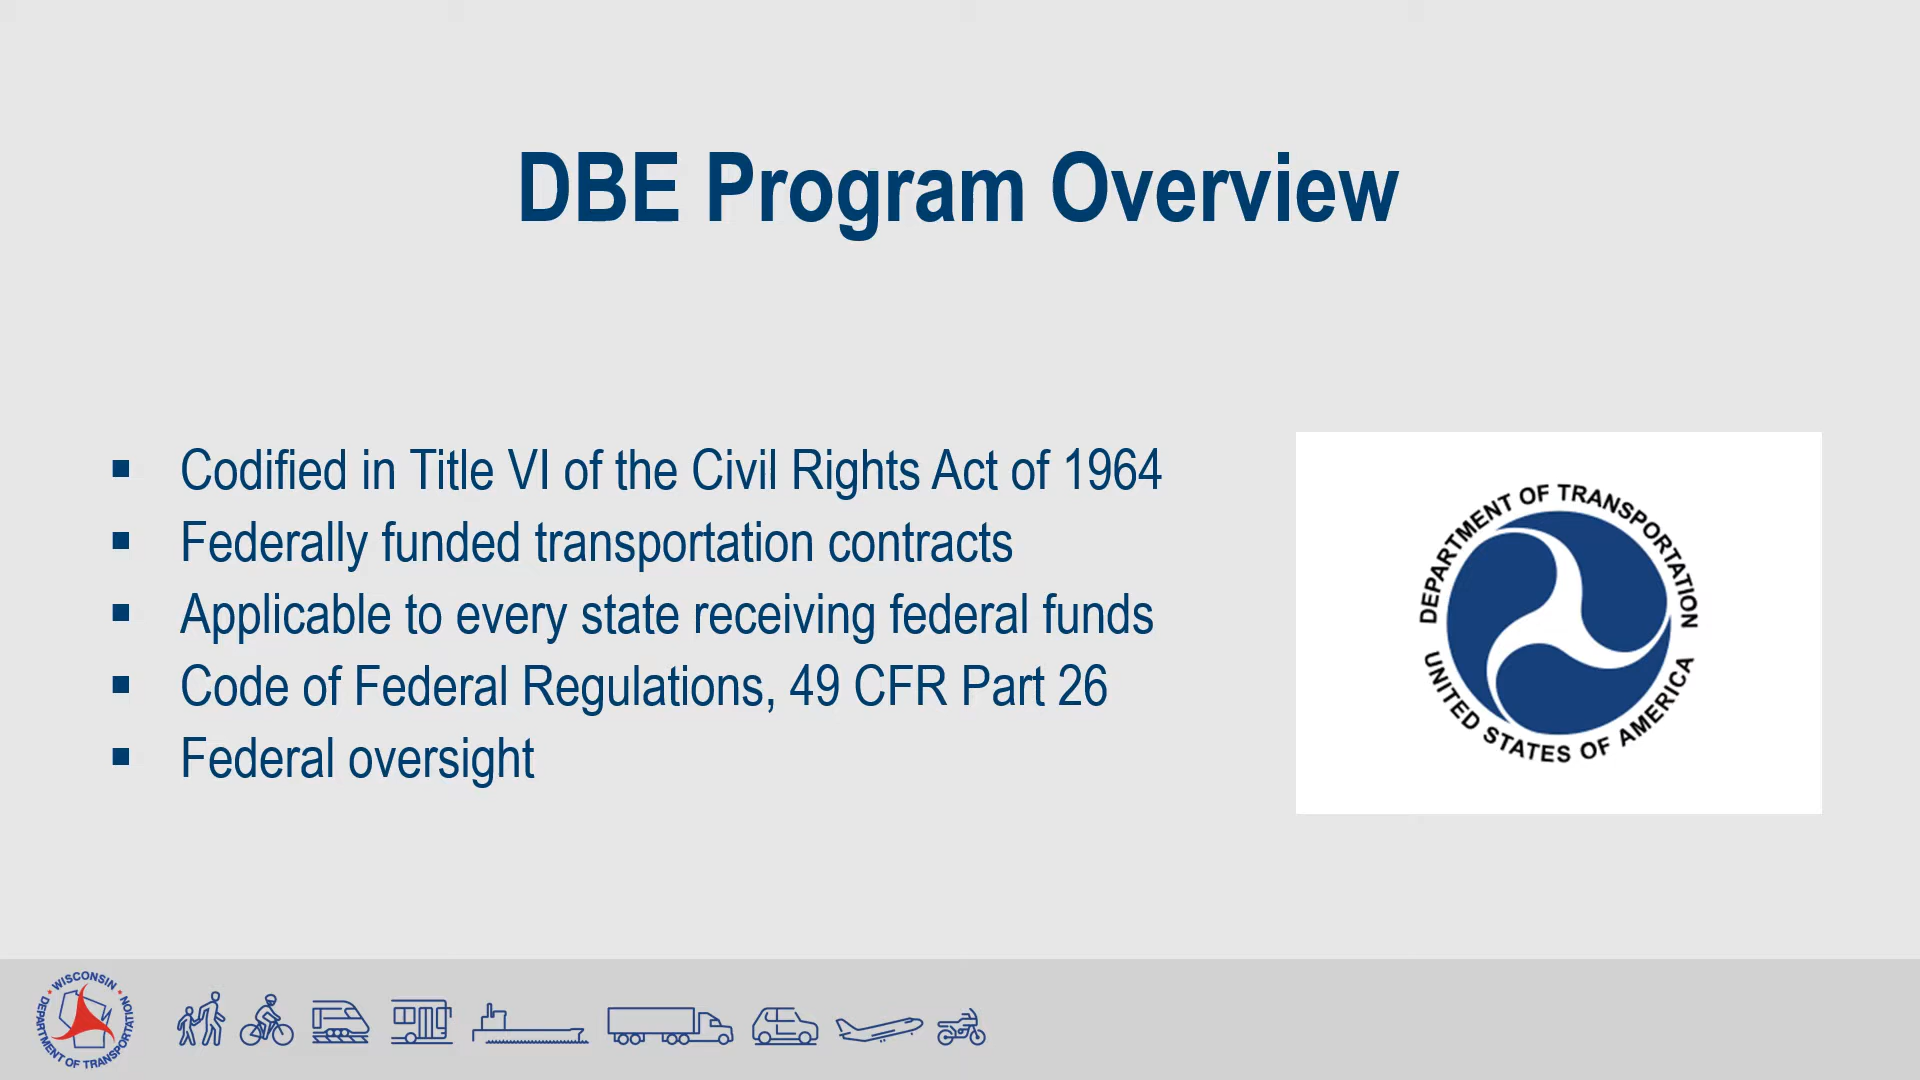 DBE Program Overview
▪ Codified in Title VI of the Civil Rights Act of 1964
▪ Federally funded transportation contracts
▪ Applicable to every state receiving federal funds
▪ Code of Federal Regulations, 49 CFR Part 26
▪ Federal oversight
DEPARTMENT OF TRANSPORTATION
UNITED STATES OF AMERICA
WISCONSIN
DEPARTMENT OF TRANSPORTATION